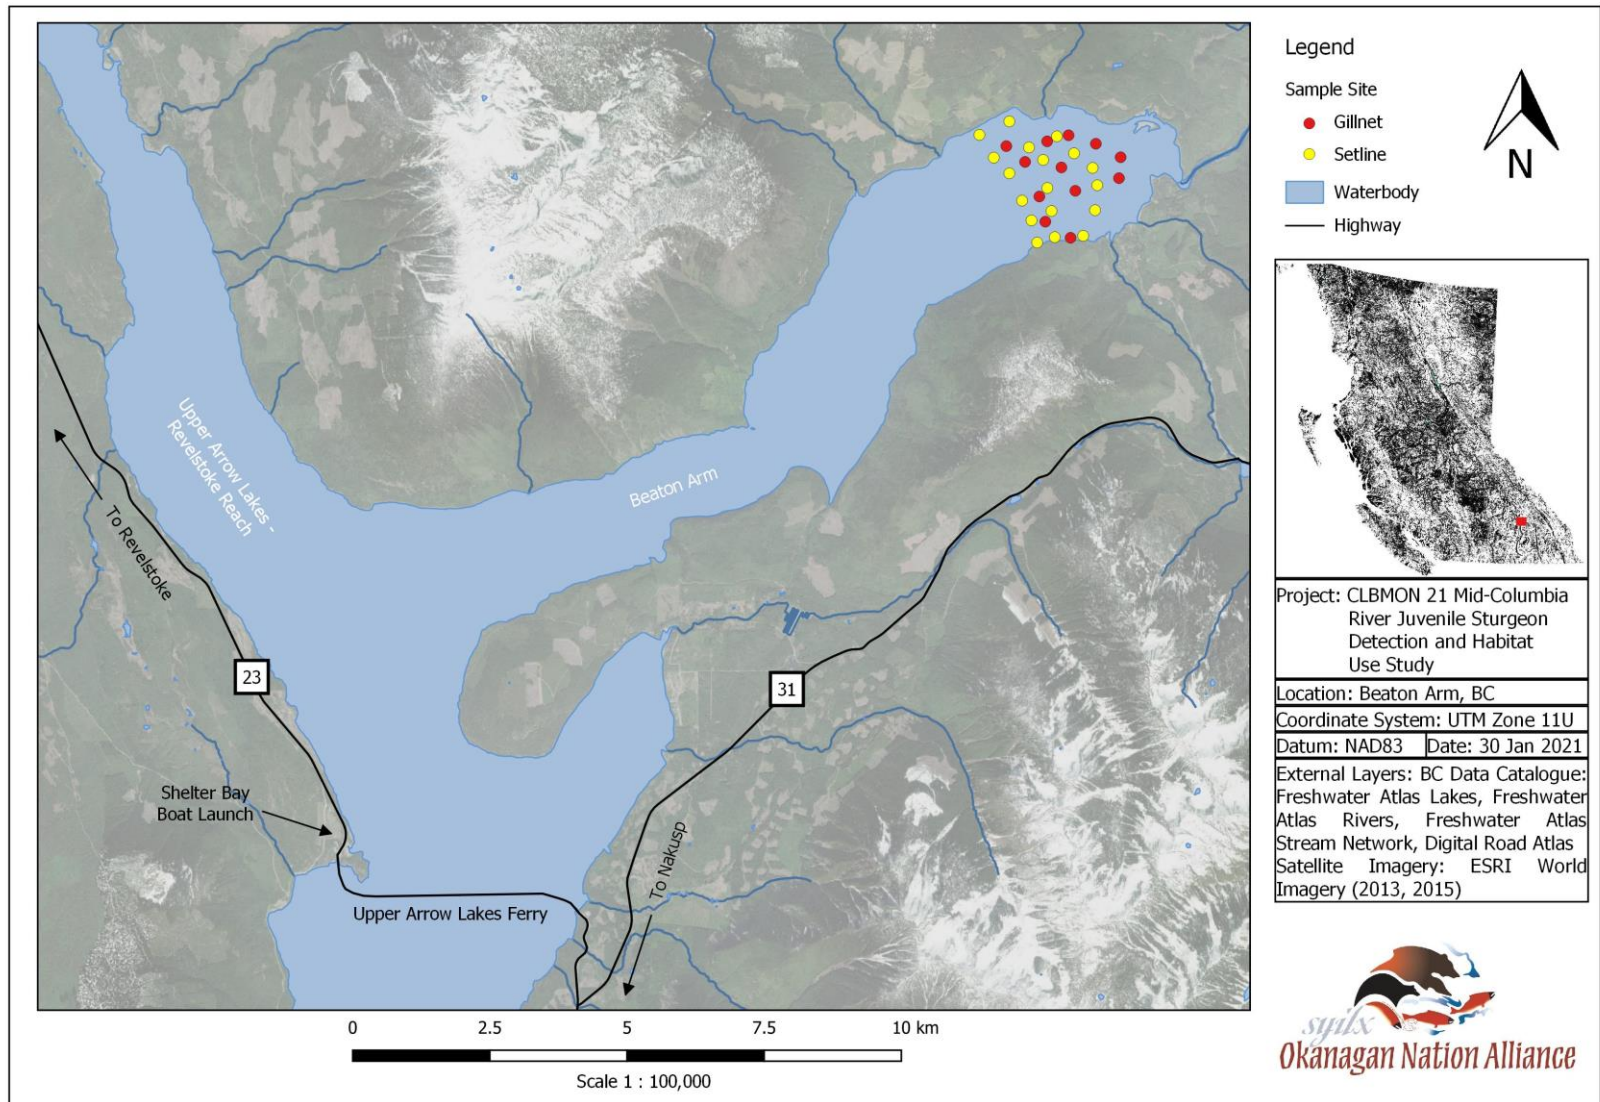 Legend
Sample Site
Gillnet
Setline
Waterbody
Highway
N
Upper Arrow Lakes -
Revelstoke Reach
Beaton Arm
To Revelstoke
23
31
Shelter Bay
Boat Launch
To Nakusp
Upper Arrow Lakes Ferry
0 2.5 5 7.5 10 km
Scale 1 : 100,000
Project: CLBMON 21 Mid-Columbia
River Juvenile Sturgeon
Detection and Habitat
Use Study
Location: Beaton Arm, BC
Coordinate System: UTM Zone 11U
Datum: NAD83 Date: 30 Jan 2021
External Layers: BC Data Catalogue:
Freshwater Atlas Lakes, Freshwater
Atlas Rivers, Freshwater Atlas
Stream Network, Digital Road Atlas
Satellite Imagery: ESRI World
Imagery (2013, 2015)
syilx
Okanagan Nation Alliance